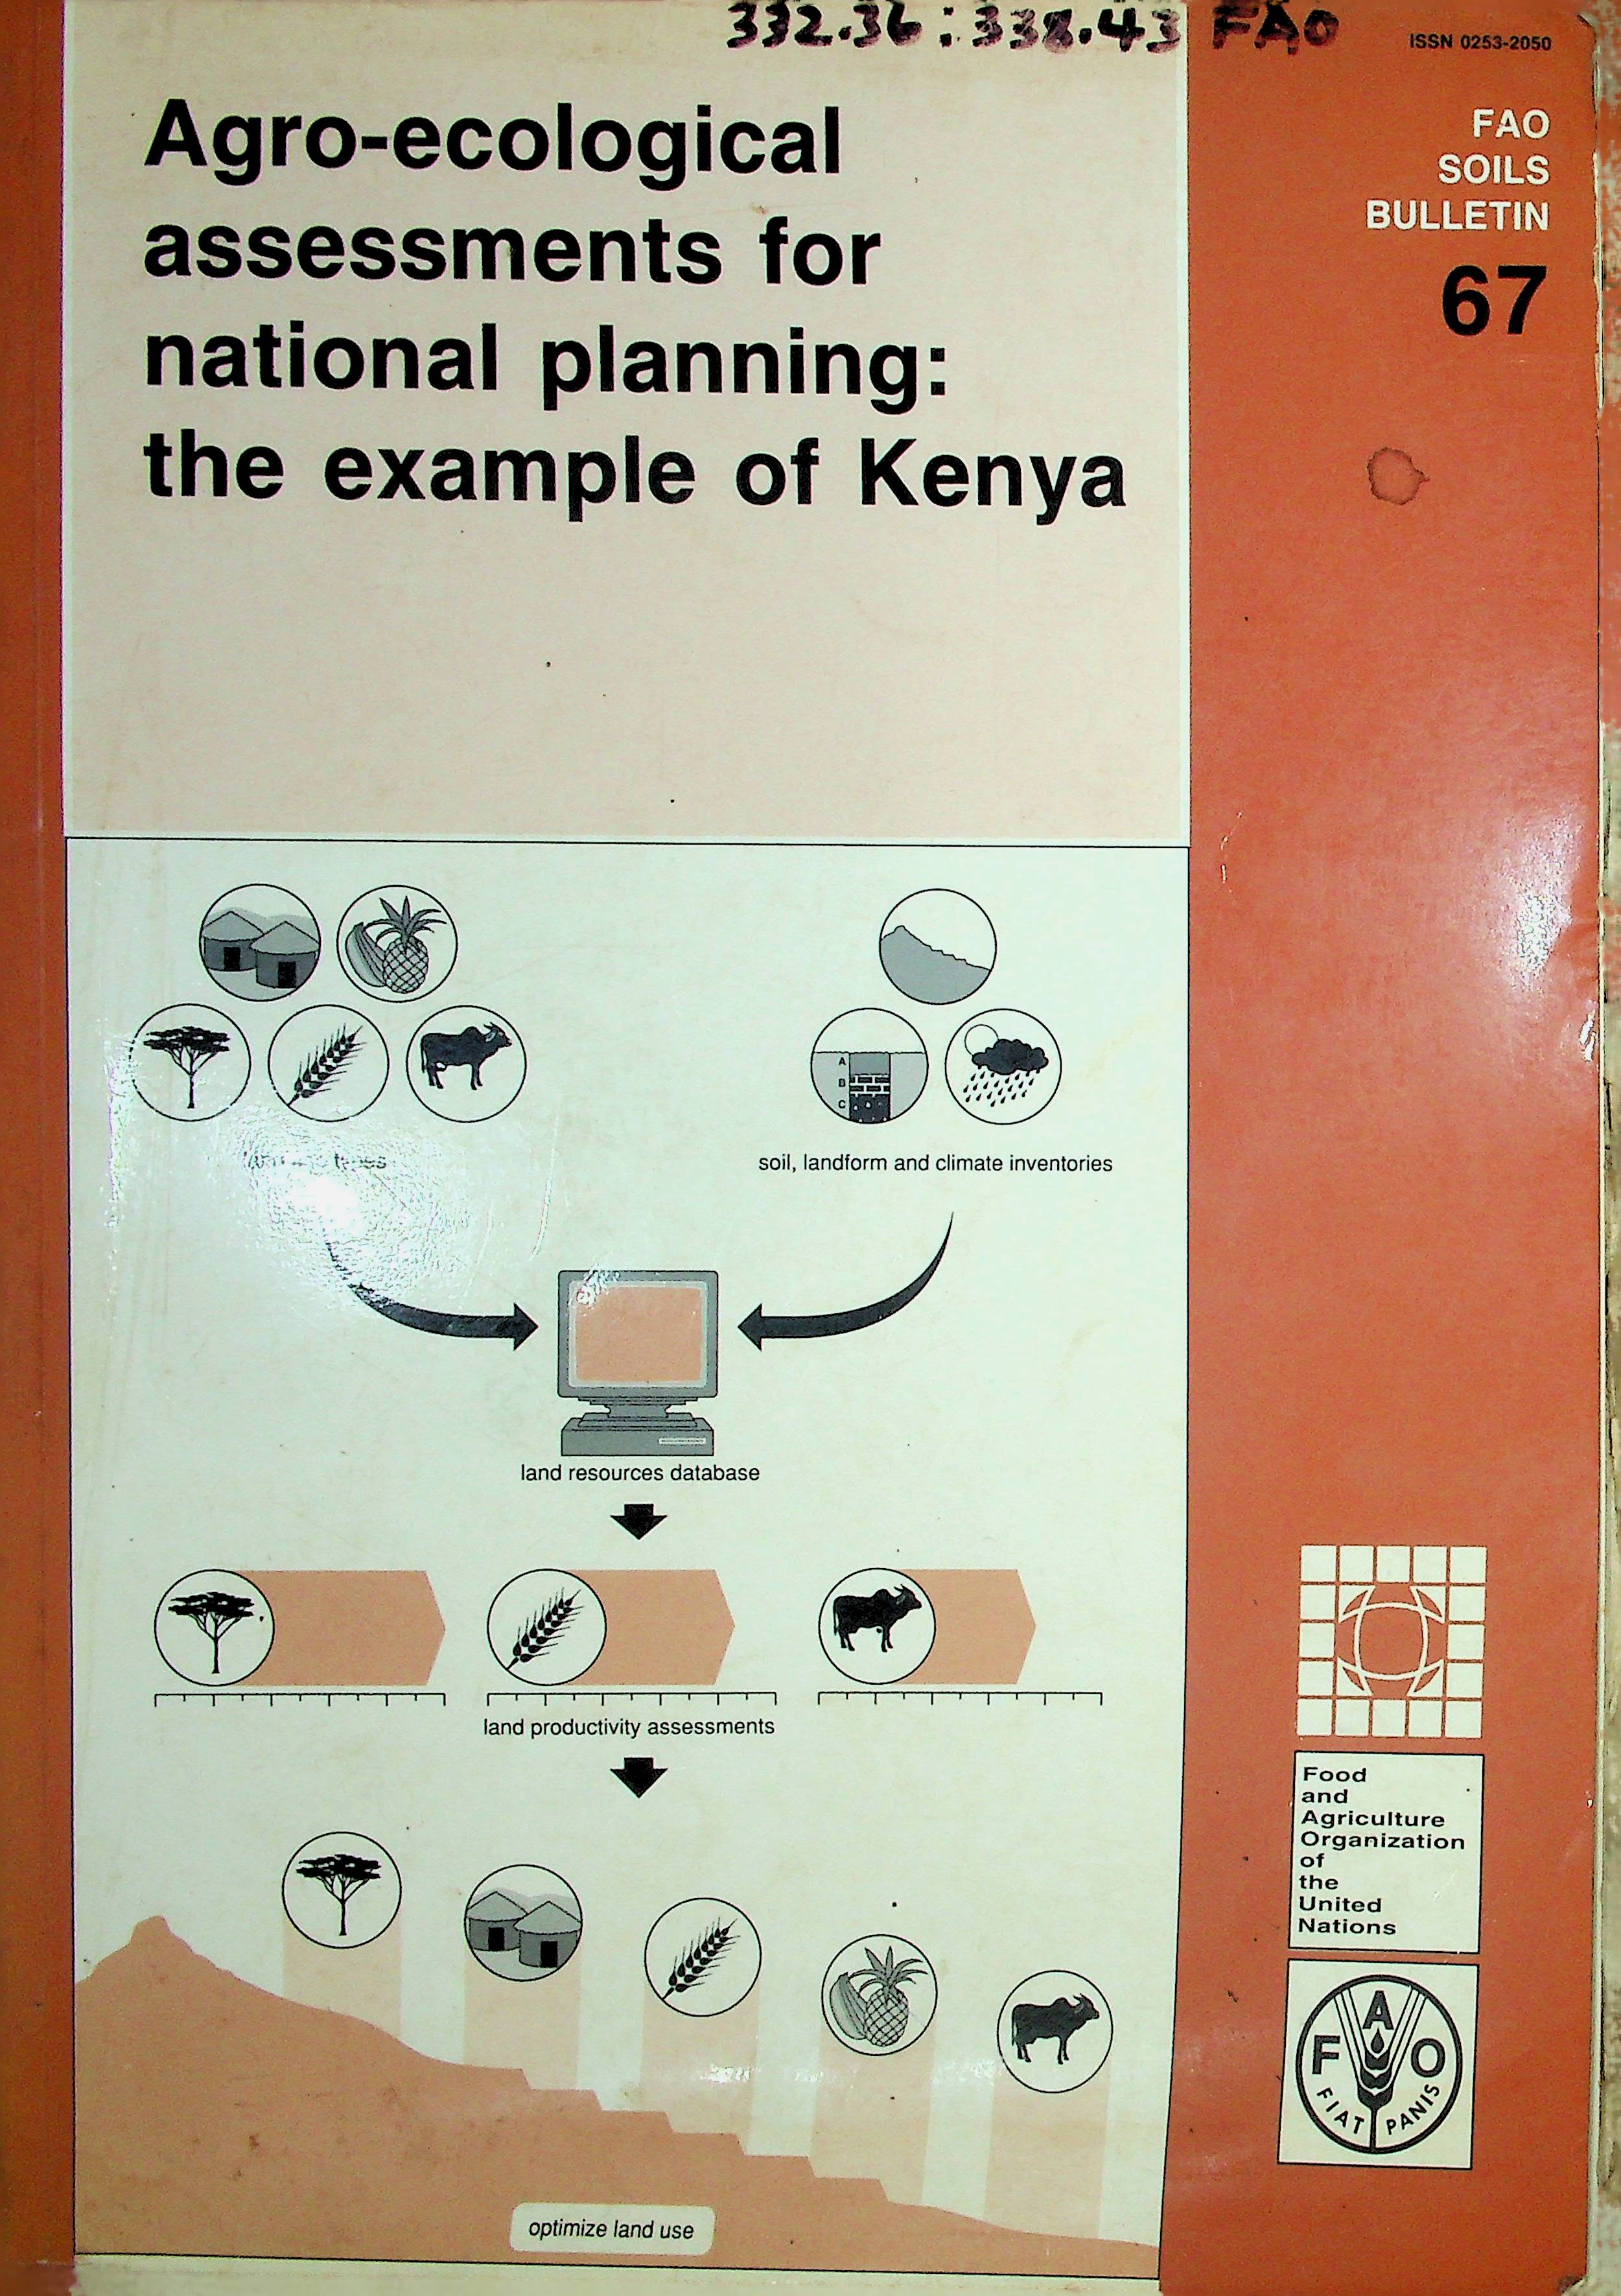 332.36:338.43 FAO
ISSN 0253-2050
Agro-ecological
assessments for
national planning:
the example of Kenya
FAO
SOILS
BULLETIN
67
A
B
C
types
soil, landform and climate inventories
land resources database
land productivity assessments
optimize land use
Food
and
Agriculture
Organization
of
the
United
Nations
F A O
FIAT PANIS